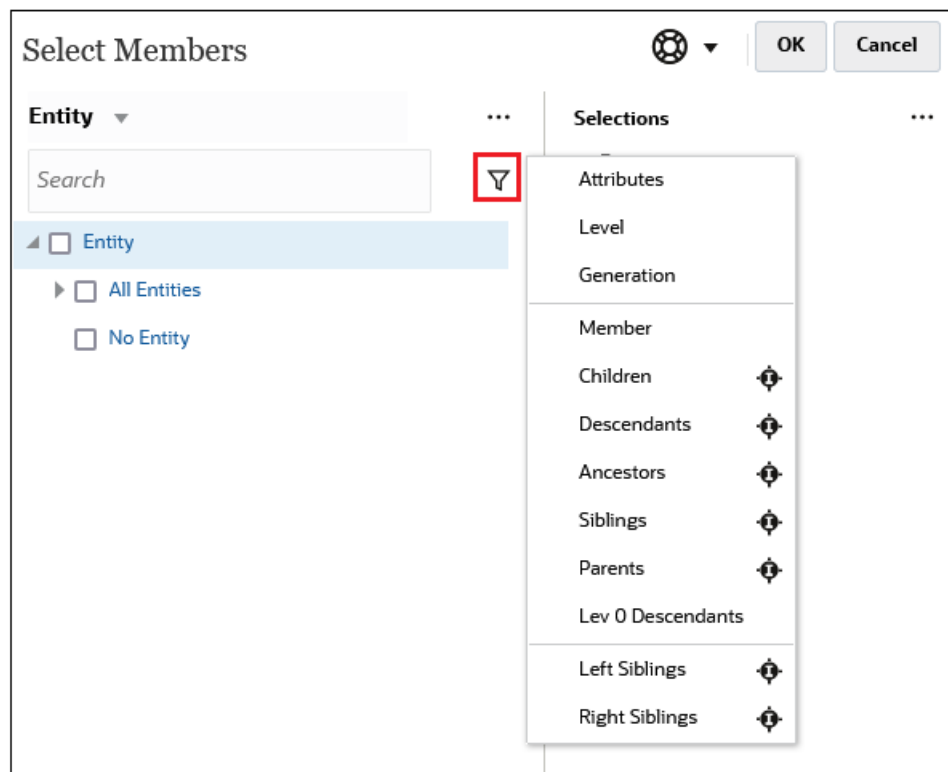 Select Members
OK
Cancel
Entity
...
Selections
...
Search
Entity
All Entities
No Entity
Attributes
Level
Generation
Member
Children
Descendants
Ancestors
Siblings
Parents
Lev 0 Descendants
Left Siblings
Right Siblings